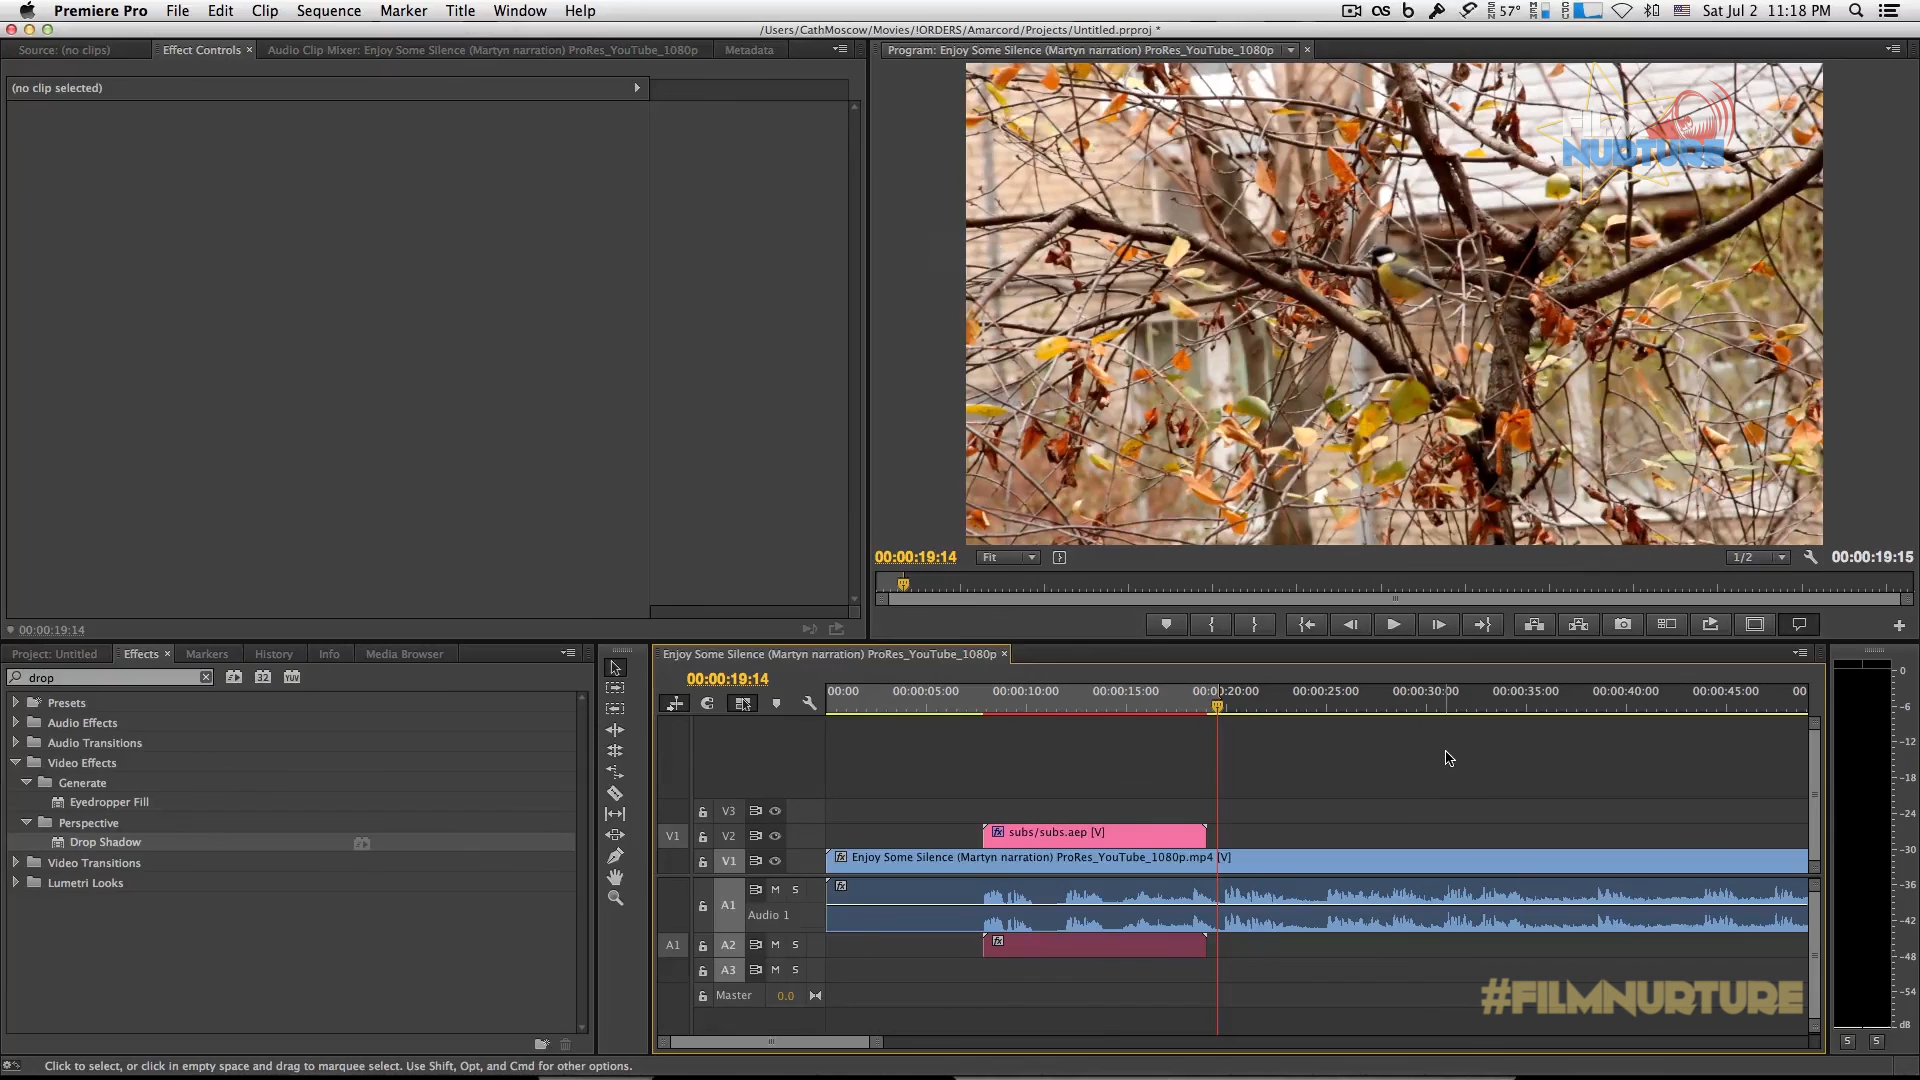 Premiere Pro File Edit Clip Sequence Marker Title Window Help
57° Sat Jul 2 11:18 PM
/Users/CathMoscow/Movies/!ORDERS/Amarcord/Projects/Untitled.prproj *
Source: (no clips) Effect Controls Audio Clip Mixer: Enjoy Some Silence (Martyn narration) ProRes_YouTube_1080p Metadata
Program: Enjoy Some Silence (Martyn narration) ProRes_YouTube_1080p
(no clip selected)
FILM
NURTURE
00:00:19:14 Fit 1/2 00:00:19:15
00:00:19:14
Project: Untitled Effects Markers History Info Media Browser
drop 32 YUV
Presets
Audio Effects
Audio Transitions
Video Effects
Generate
Eyedropper Fill
Perspective
Drop Shadow
Video Transitions
Lumetri Looks
Enjoy Some Silence (Martyn narration) ProRes_YouTube_1080p
00:00:19:14
00:00 00:00:05:00 00:00:10:00 00:00:15:00 00:00:20:00 00:00:25:00 00:00:30:00 00:00:35:00 00:00:40:00 00:00:45:00 00
V3
V1 V2 subs/subs.aep [V]
V1 Enjoy Some Silence (Martyn narration) ProRes_YouTube_1080p.mp4 [V]
A1 M S
Audio 1
A1 A2 M S
A3 M S
Master 0.0
#FILMNURTURE
0
-6
-12
-18
-24
-30
-36
-42
-48
-54
dB
S S
Click to select, or click in empty space and drag to marquee select. Use Shift, Opt, and Cmd for other options.